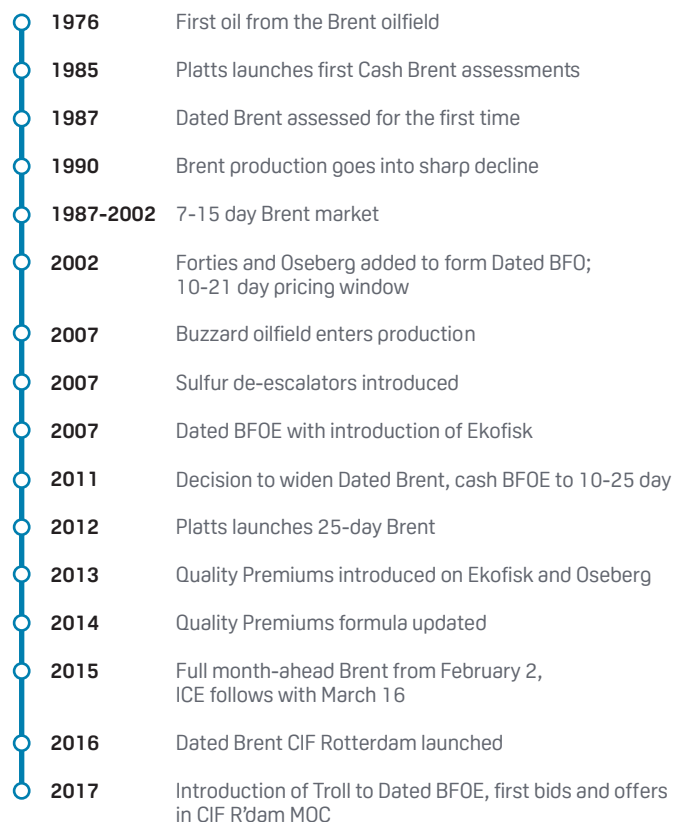 1976 First oil from the Brent oilfield
1985 Platts launches first Cash Brent assessments
1987 Dated Brent assessed for the first time
1990 Brent production goes into sharp decline
1987-2002 7-15 day Brent market
2002 Forties and Oseberg added to form Dated BFO;
10-21 day pricing window
2007 Buzzard oilfield enters production
2007 Sulfur de-escalators introduced
2007 Dated BFOE with introduction of Ekofisk
2011 Decision to widen Dated Brent, cash BFOE to 10-25 day
2012 Platts launches 25-day Brent
2013 Quality Premiums introduced on Ekofisk and Oseberg
2014 Quality Premiums formula updated
2015 Full month-ahead Brent from February 2,
ICE follows with March 16
2016 Dated Brent CIF Rotterdam launched
2017 Introduction of Troll to Dated BFOE, first bids and offers
in CIF R'dam MOC